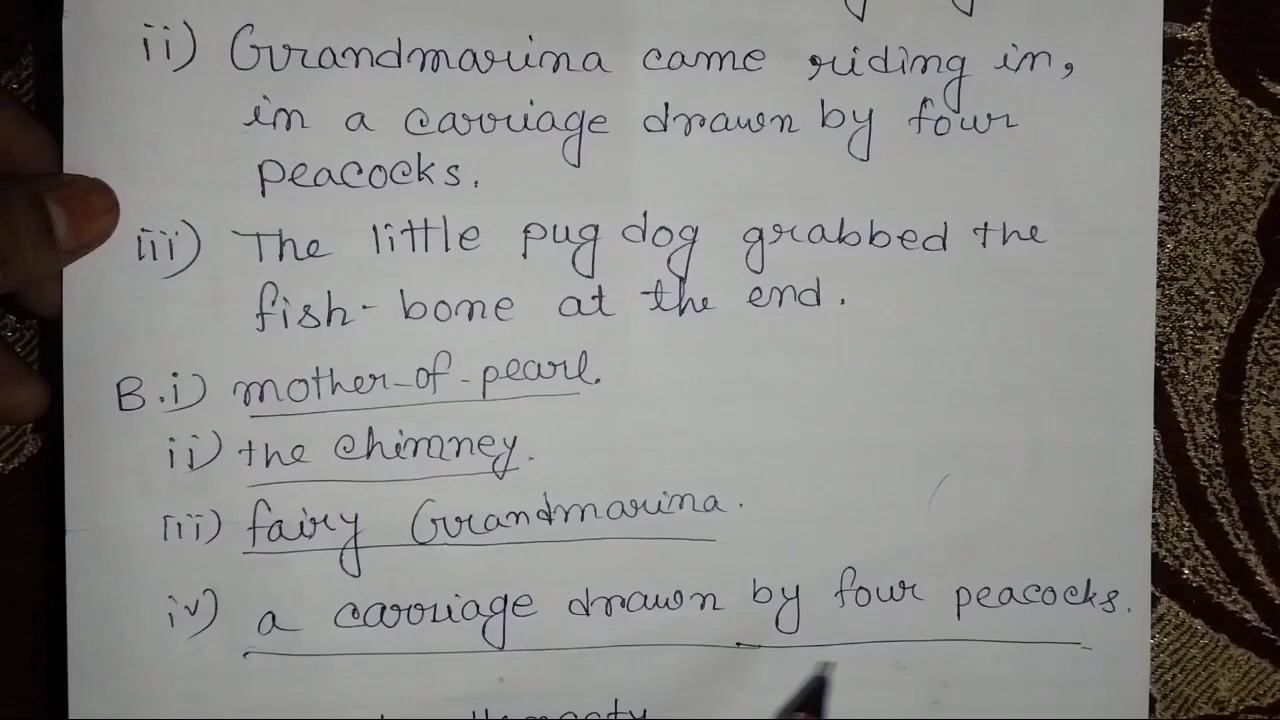 ii) Grandmarina came riding in,
in a carriage drawn by four
peacocks.
iii) The little pug dog grabbed the
fish-bone at the end.
B.i) mother-of-pearl.
ii) the chimney.
iii) fairy Grandmarina.
iv) a carriage drawn by four peacocks.